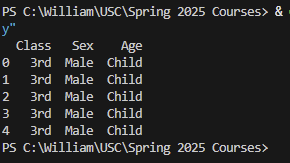 PS C:\William\USC\Spring 2025 Courses> &
y"
Class Sex Age
0 3rd Male Child
1 3rd Male Child
2 3rd Male Child
3 3rd Male Child
4 3rd Male Child
PS C:\William\USC\Spring 2025 Courses>